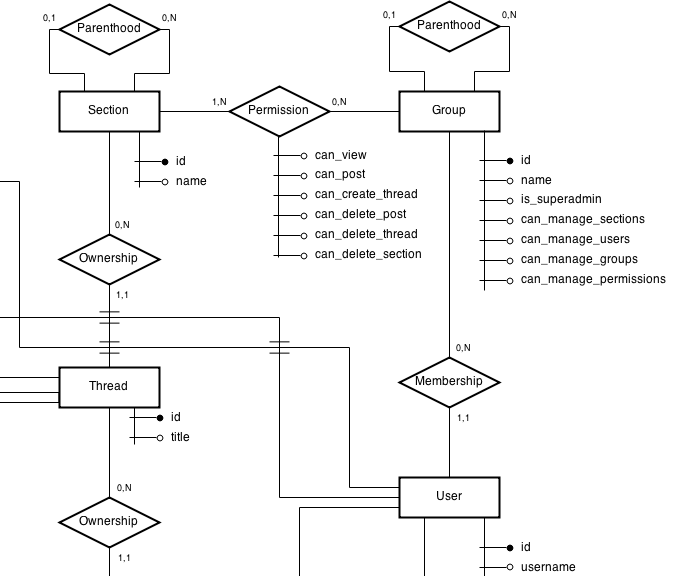 0,1
Parenthood
0,N
0,1
Parenthood
0,N
Section
1,N
Permission
0,N
Group
id
name
can_view
can_post
can_create_thread
can_delete_post
can_delete_thread
can_delete_section
id
name
is_superadmin
can_manage_sections
can_manage_users
can_manage_groups
can_manage_permissions
0,N
Ownership
1,1
0,N
Membership
1,1
Thread
id
title
0,N
Ownership
1,1
User
id
username